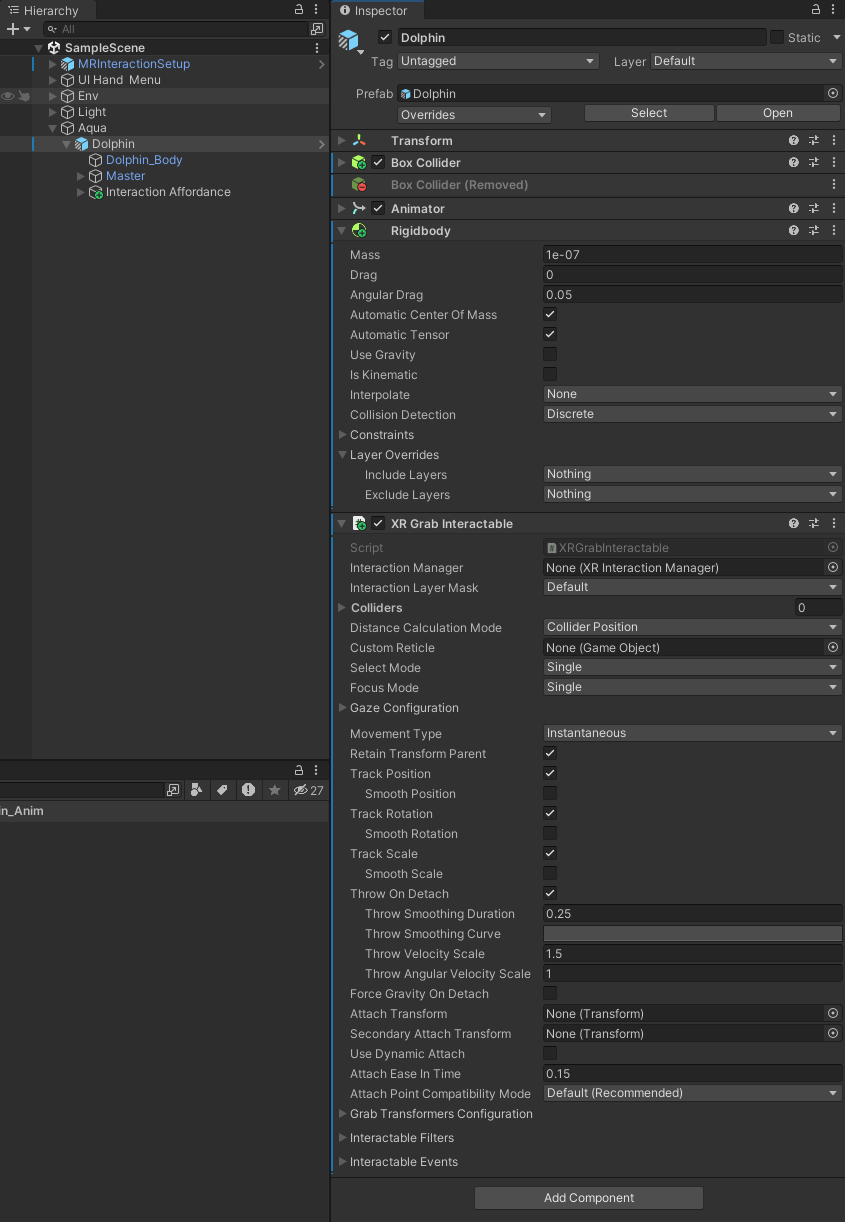 Hierarchy
All
SampleScene
MRInteractionSetup
UI Hand Menu
Env
Light
Aqua
Dolphin
Dolphin_Body
Master
Interaction Affordance
27
in_Anim
Inspector
Dolphin
Static
Tag
Untagged
Layer
Default
Prefab
Dolphin
Overrides
Select
Open
Transform
Box Collider
Box Collider (Removed)
Animator
Rigidbody
Mass
1e-07
Drag
0
Angular Drag
0.05
Automatic Center Of Mass
Automatic Tensor
Use Gravity
Is Kinematic
Interpolate
None
Collision Detection
Discrete
Constraints
Layer Overrides
Include Layers
Nothing
Exclude Layers
Nothing
XR Grab Interactable
Script
XRGrabInteractable
Interaction Manager
None (XR Interaction Manager)
Interaction Layer Mask
Default
Colliders
0
Distance Calculation Mode
Collider Position
Custom Reticle
None (Game Object)
Select Mode
Single
Focus Mode
Single
Gaze Configuration
Movement Type
Instantaneous
Retain Transform Parent
Track Position
Smooth Position
Track Rotation
Smooth Rotation
Track Scale
Smooth Scale
Throw On Detach
Throw Smoothing Duration
0.25
Throw Smoothing Curve
Throw Velocity Scale
1.5
Throw Angular Velocity Scale
1
Force Gravity On Detach
Attach Transform
None (Transform)
Secondary Attach Transform
None (Transform)
Use Dynamic Attach
Attach Ease In Time
0.15
Attach Point Compatibility Mode
Default (Recommended)
Grab Transformers Configuration
Interactable Filters
Interactable Events
Add Component